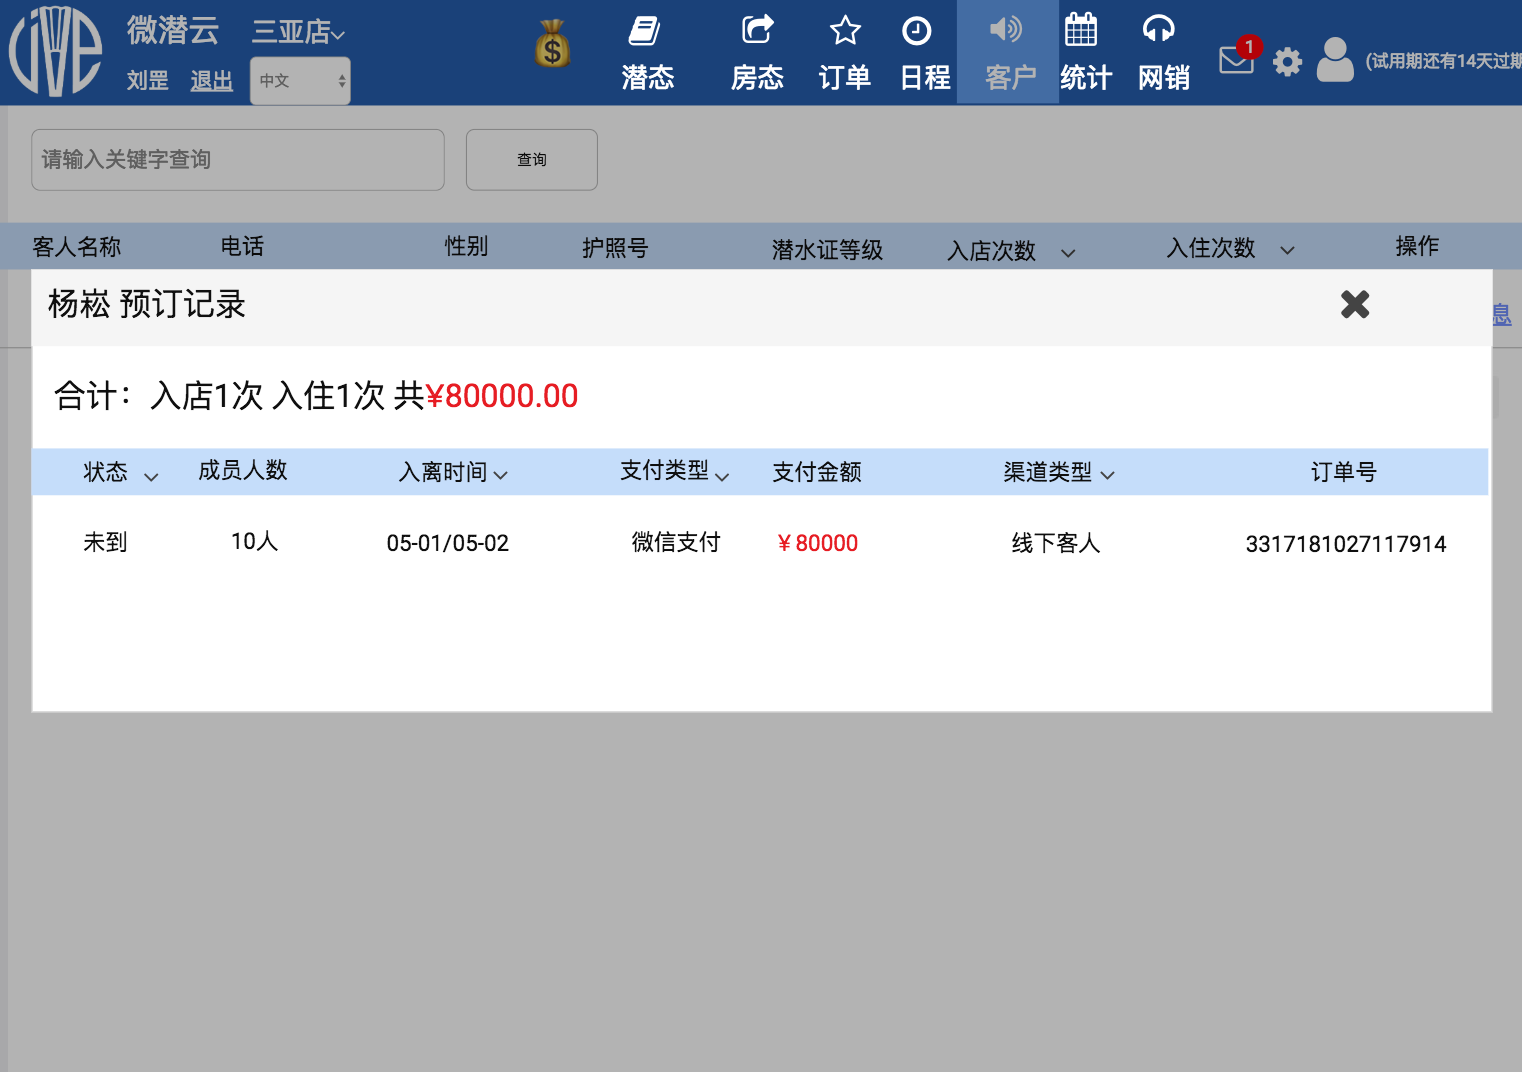 微潜云 三亚店
刘罡 退出 中文
潜态 房态 订单 日程 客户 统计 网销
1
(试用期还有14天过期
请输入关键字查询 查询
客人名称 电话 性别 护照号 潜水证等级 入店次数 入住次数 操作
杨崧 预订记录
息
合计：入店1次 入住1次 共¥80000.00
状态 成员人数 入离时间 支付类型 支付金额 渠道类型 订单号
未到 10人 05-01/05-02 微信支付 ¥80000 线下客人 3317181027117914